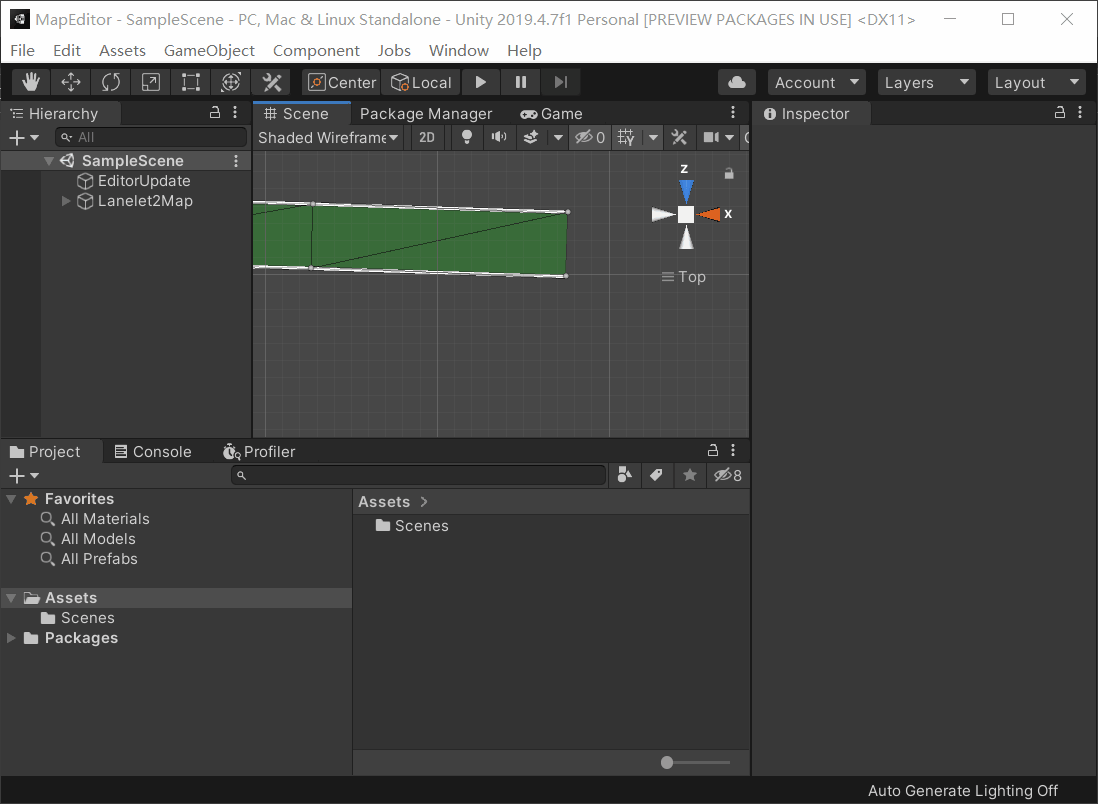 MapEditor - SampleScene - PC, Mac & Linux Standalone - Unity 2019.4.7f1 Personal [PREVIEW PACKAGES IN USE] <DX11>
File Edit Assets GameObject Component Jobs Window Help
Center Local Account Layers Layout
Hierarchy
All
SampleScene
EditorUpdate
Lanelet2Map
Scene Package Manager Game
Shaded Wireframe 2D 0
z
x
Top
Inspector
Project Console Profiler
8
Favorites
All Materials
All Models
All Prefabs
Assets
Scenes
Packages
Assets
Scenes
Auto Generate Lighting Off